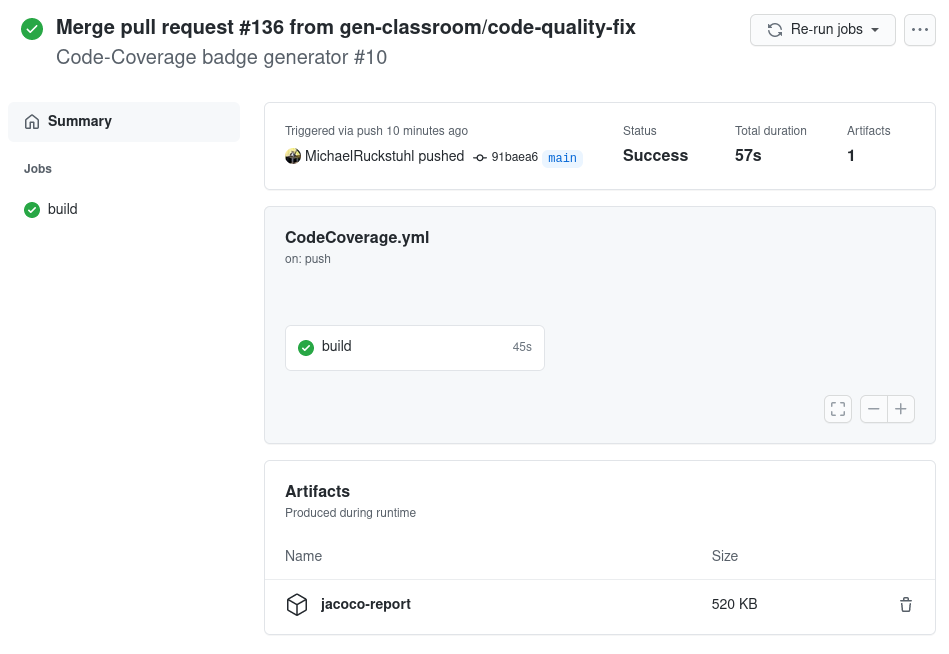 Merge pull request #136 from gen-classroom/code-quality-fix
Code-Coverage badge generator #10
Re-run jobs
Summary
Jobs
build
Triggered via push 10 minutes ago
MichaelRuckstuhl pushed 91baea6 main
Status
Success
Total duration
57s
Artifacts
1
CodeCoverage.yml
on: push
build 45s
Artifacts
Produced during runtime
Name Size
jacoco-report 520 KB